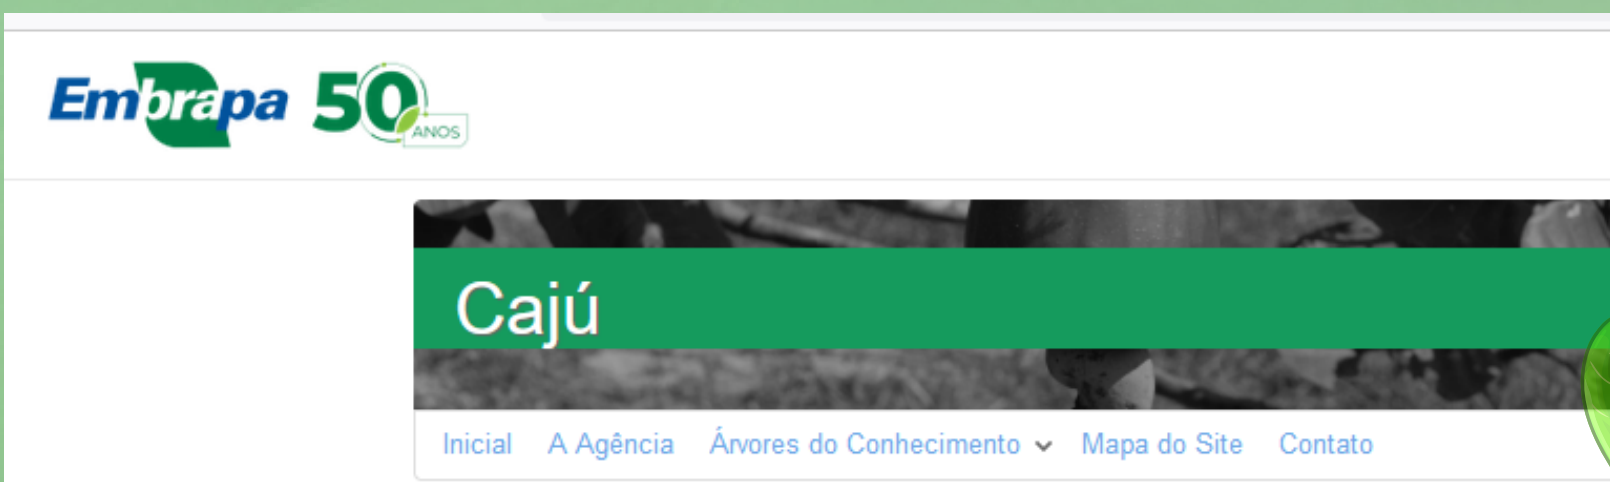 Embrapa 50 ANOS
Cajú
Inicial A Agência Árvores do Conhecimento Mapa do Site Contato